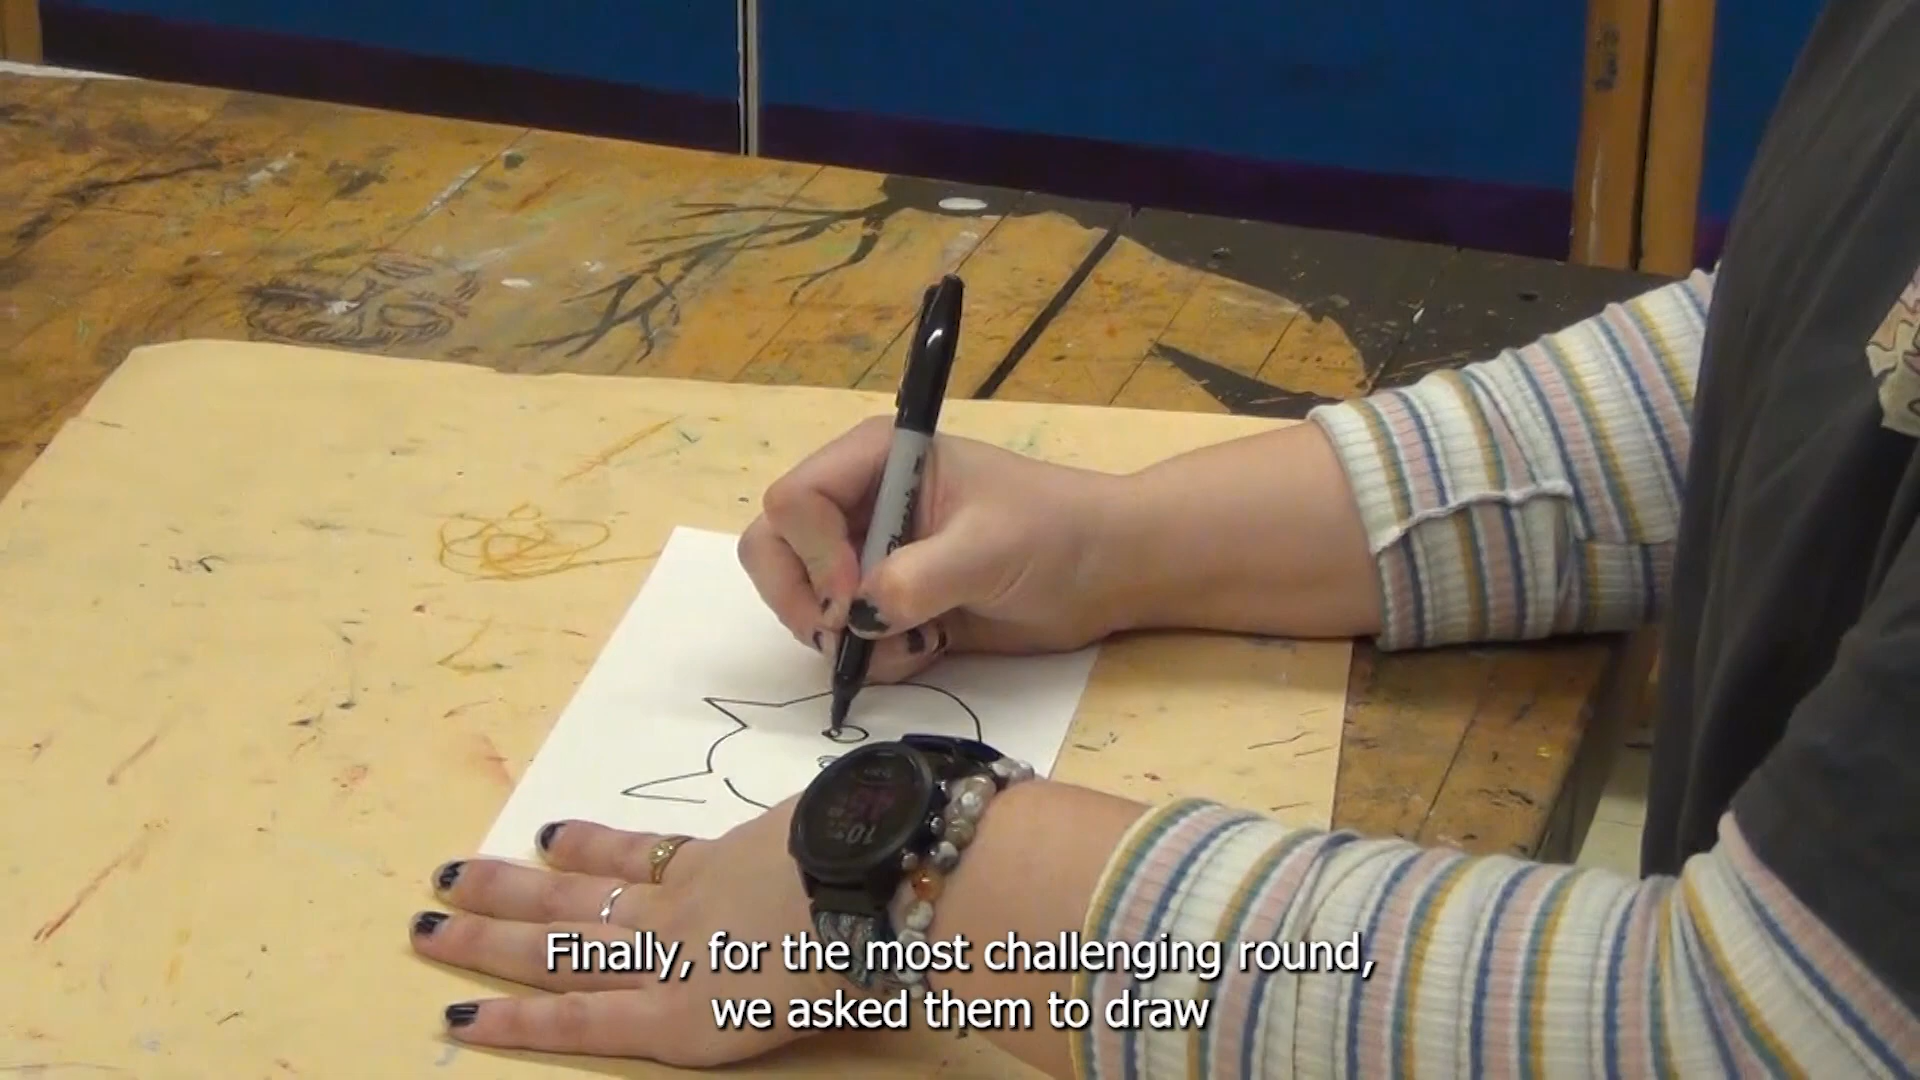 Finally, for the most challenging round,
we asked them to draw